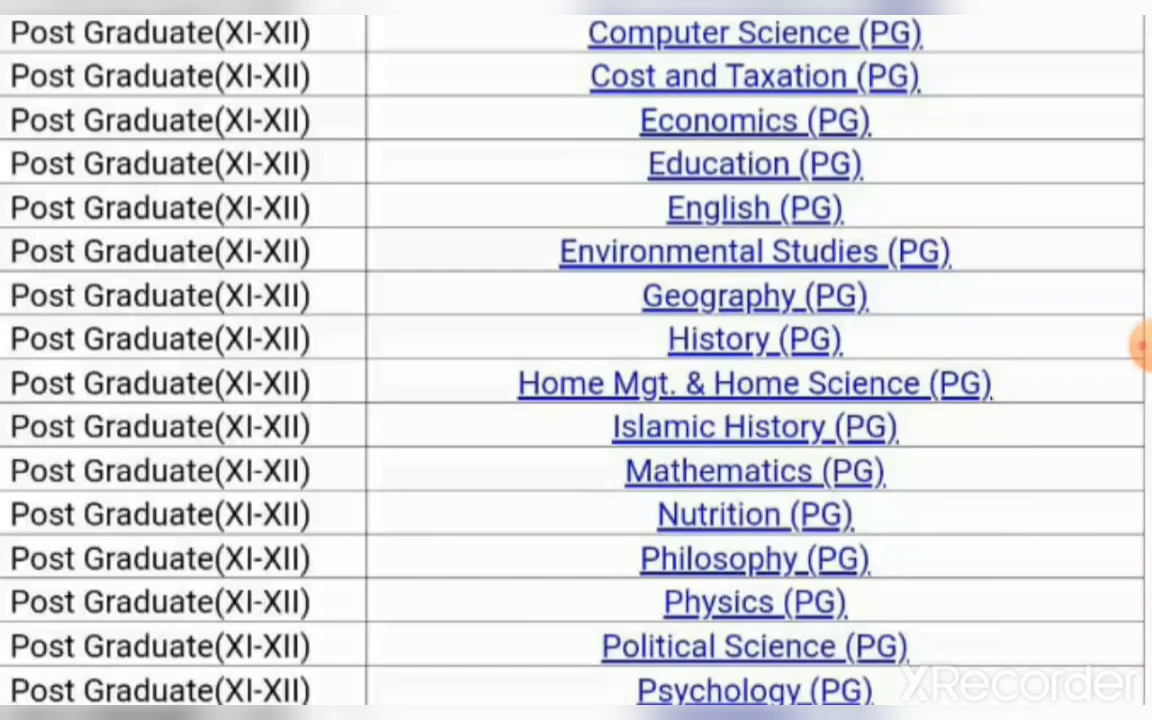 Post Graduate(XI-XII) Computer Science (PG)
Post Graduate(XI-XII) Cost and Taxation (PG)
Post Graduate(XI-XII) Economics (PG)
Post Graduate(XI-XII) Education (PG)
Post Graduate(XI-XII) English (PG)
Post Graduate(XI-XII) Environmental Studies (PG)
Post Graduate(XI-XII) Geography (PG)
Post Graduate(XI-XII) History (PG)
Post Graduate(XI-XII) Home Mgt. & Home Science (PG)
Post Graduate(XI-XII) Islamic History (PG)
Post Graduate(XI-XII) Mathematics (PG)
Post Graduate(XI-XII) Nutrition (PG)
Post Graduate(XI-XII) Philosophy (PG)
Post Graduate(XI-XII) Physics (PG)
Post Graduate(XI-XII) Political Science (PG)
Post Graduate(XI-XII) Psychology (PG)
XRecorder